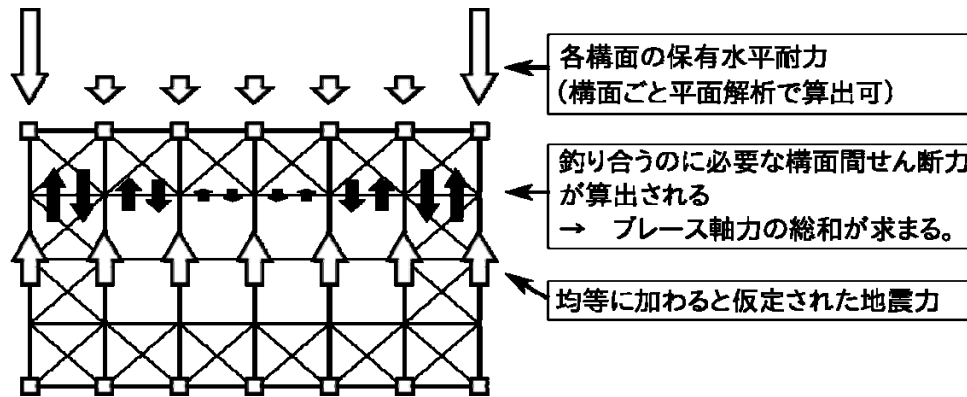 各構面の保有水平耐力
（構面ごと平面解析で算出可）
釣り合うのに必要な構面間せん断力
が算出される
→　ブレース軸力の総和が求まる。
均等に加わると仮定された地震力